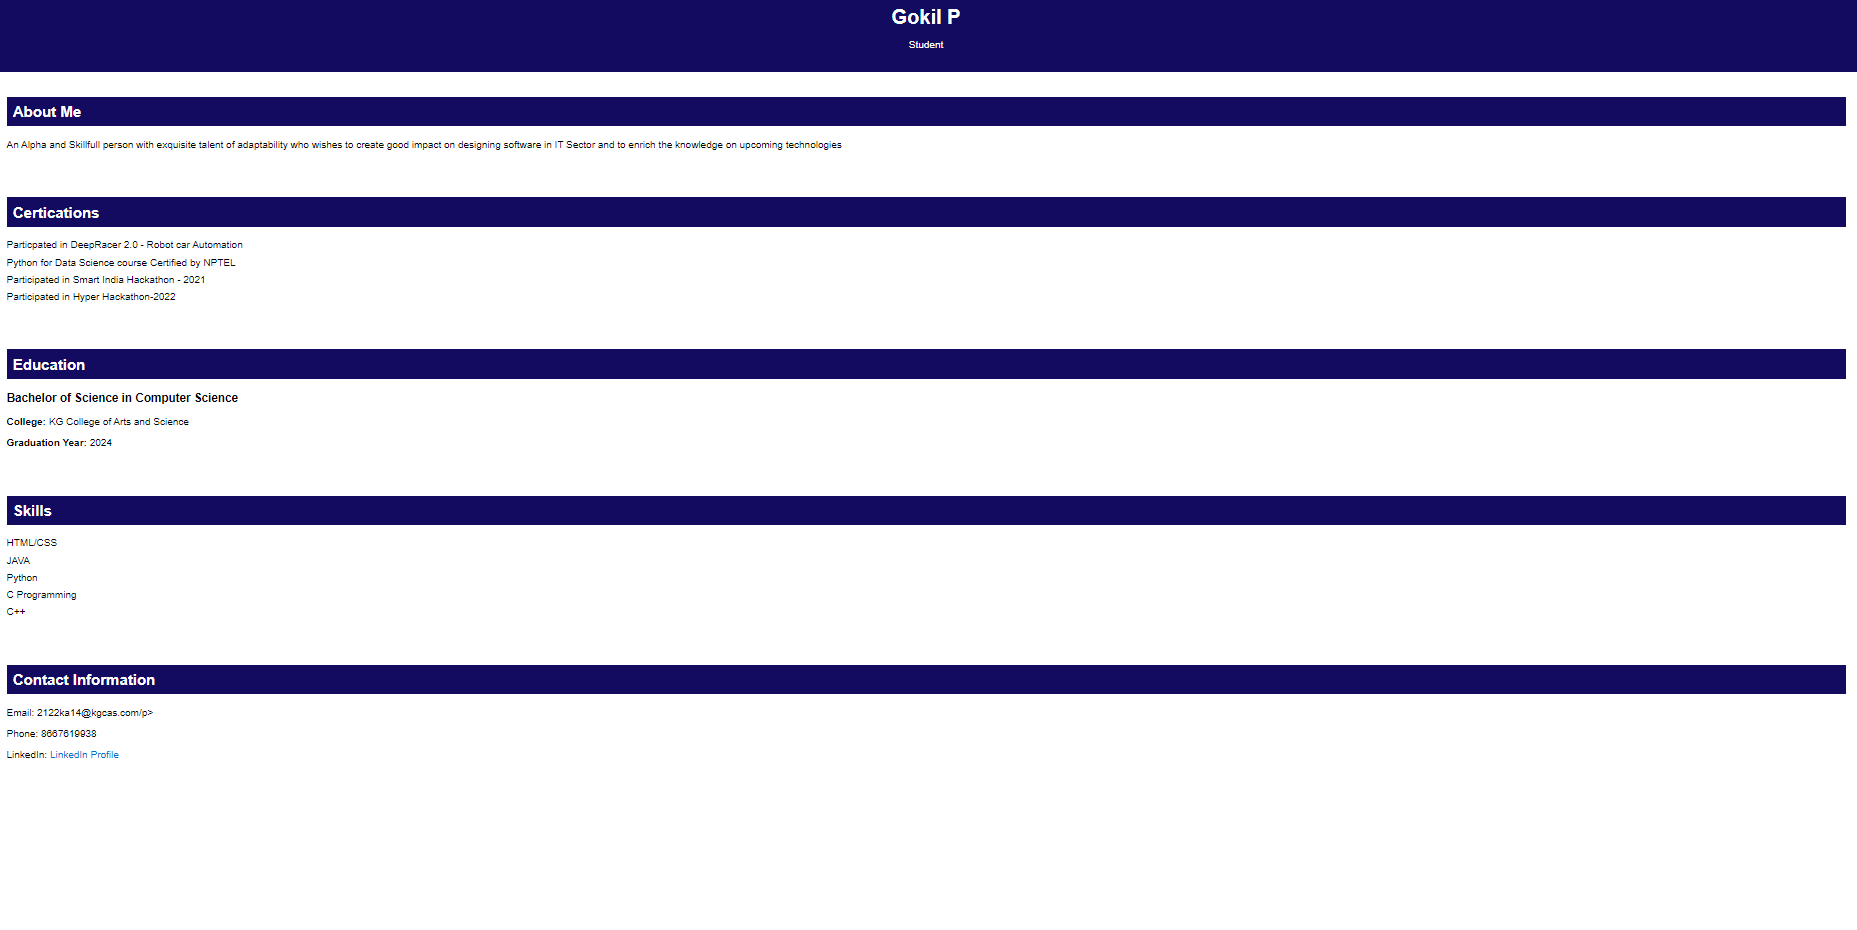 Gokil P
Student
About Me
An Alpha and Skillfull person with exquisite talent of adaptability who wishes to create good impact on designing software in IT Sector and to enrich the knowledge on upcoming technologies
Certications
Particpated in DeepRacer 2.0 - Robot car Automation
Python for Data Science course Certified by NPTEL
Participated in Smart India Hackathon - 2021
Participated in Hyper Hackathon-2022
Education
Bachelor of Science in Computer Science
College: KG College of Arts and Science
Graduation Year: 2024
Skills
HTML/CSS
JAVA
Python
C Programming
C++
Contact Information
Email: 2122ka14@kgcas.com/p>
Phone: 8667619938
LinkedIn: LinkedIn Profile